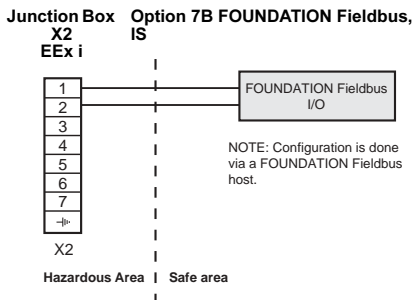 Junction Box
X2
EEx i
Option 7B FOUNDATION Fieldbus,
IS
1
2
3
4
5
6
7
X2
FOUNDATION Fieldbus
I/O
NOTE: Configuration is done
via a FOUNDATION Fieldbus
host.
Hazardous Area
Safe area